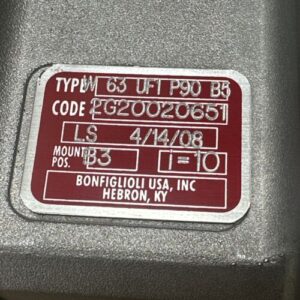 TYPE W 63 UF1 P90 B5
CODE 2G20020651
LS 4/14/08
MOUNT POS. B3 i=10
BONFIGLIOLI USA, INC
HEBRON, KY